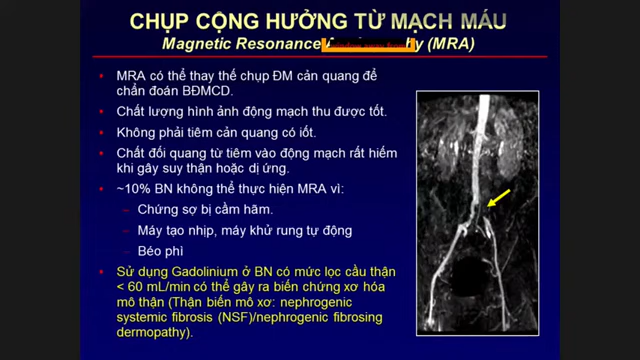 CHỤP CỘNG HƯỞNG TỪ MẠCH MÁU
Magnetic Resonance hy (MRA)
MRA có thể thay thế chụp ĐM cản quang để
chẩn đoán BĐMCD.
Chất lượng hình ảnh động mạch thu được tốt.
Không phải tiêm cản quang có iốt.
Chất đối quang từ tiêm vào động mạch rất hiếm
khi gây suy thận hoặc dị ứng.
~10% BN không thể thực hiện MRA vì:
– Chứng sợ bị cầm hãm.
– Máy tạo nhịp, máy khử rung tự động
– Béo phì
Sử dụng Gadolinium ở BN có mức lọc cầu thận
< 60 mL/min có thể gây ra biến chứng xơ hóa
mô thận (Thận biến mô xơ: nephrogenic
systemic fibrosis (NSF)/nephrogenic fibrosing
dermopathy).